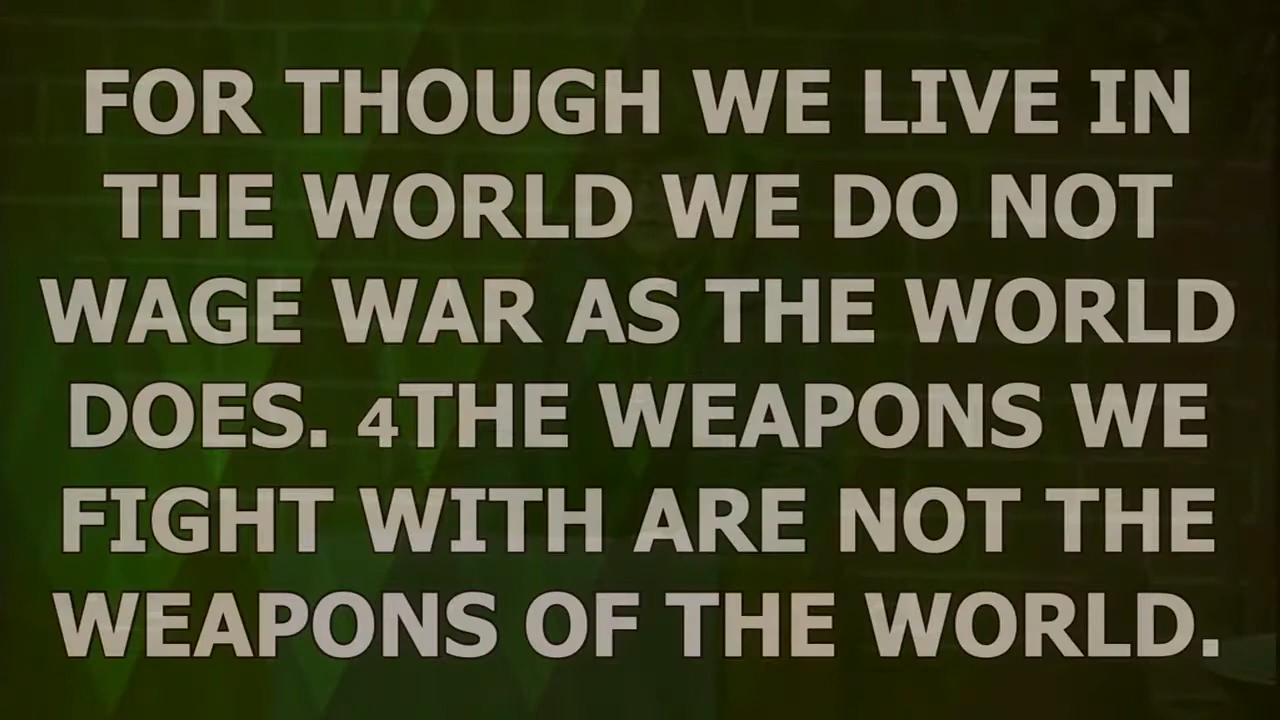 FOR THOUGH WE LIVE IN
THE WORLD WE DO NOT
WAGE WAR AS THE WORLD
DOES. 4THE WEAPONS WE
FIGHT WITH ARE NOT THE
WEAPONS OF THE WORLD.